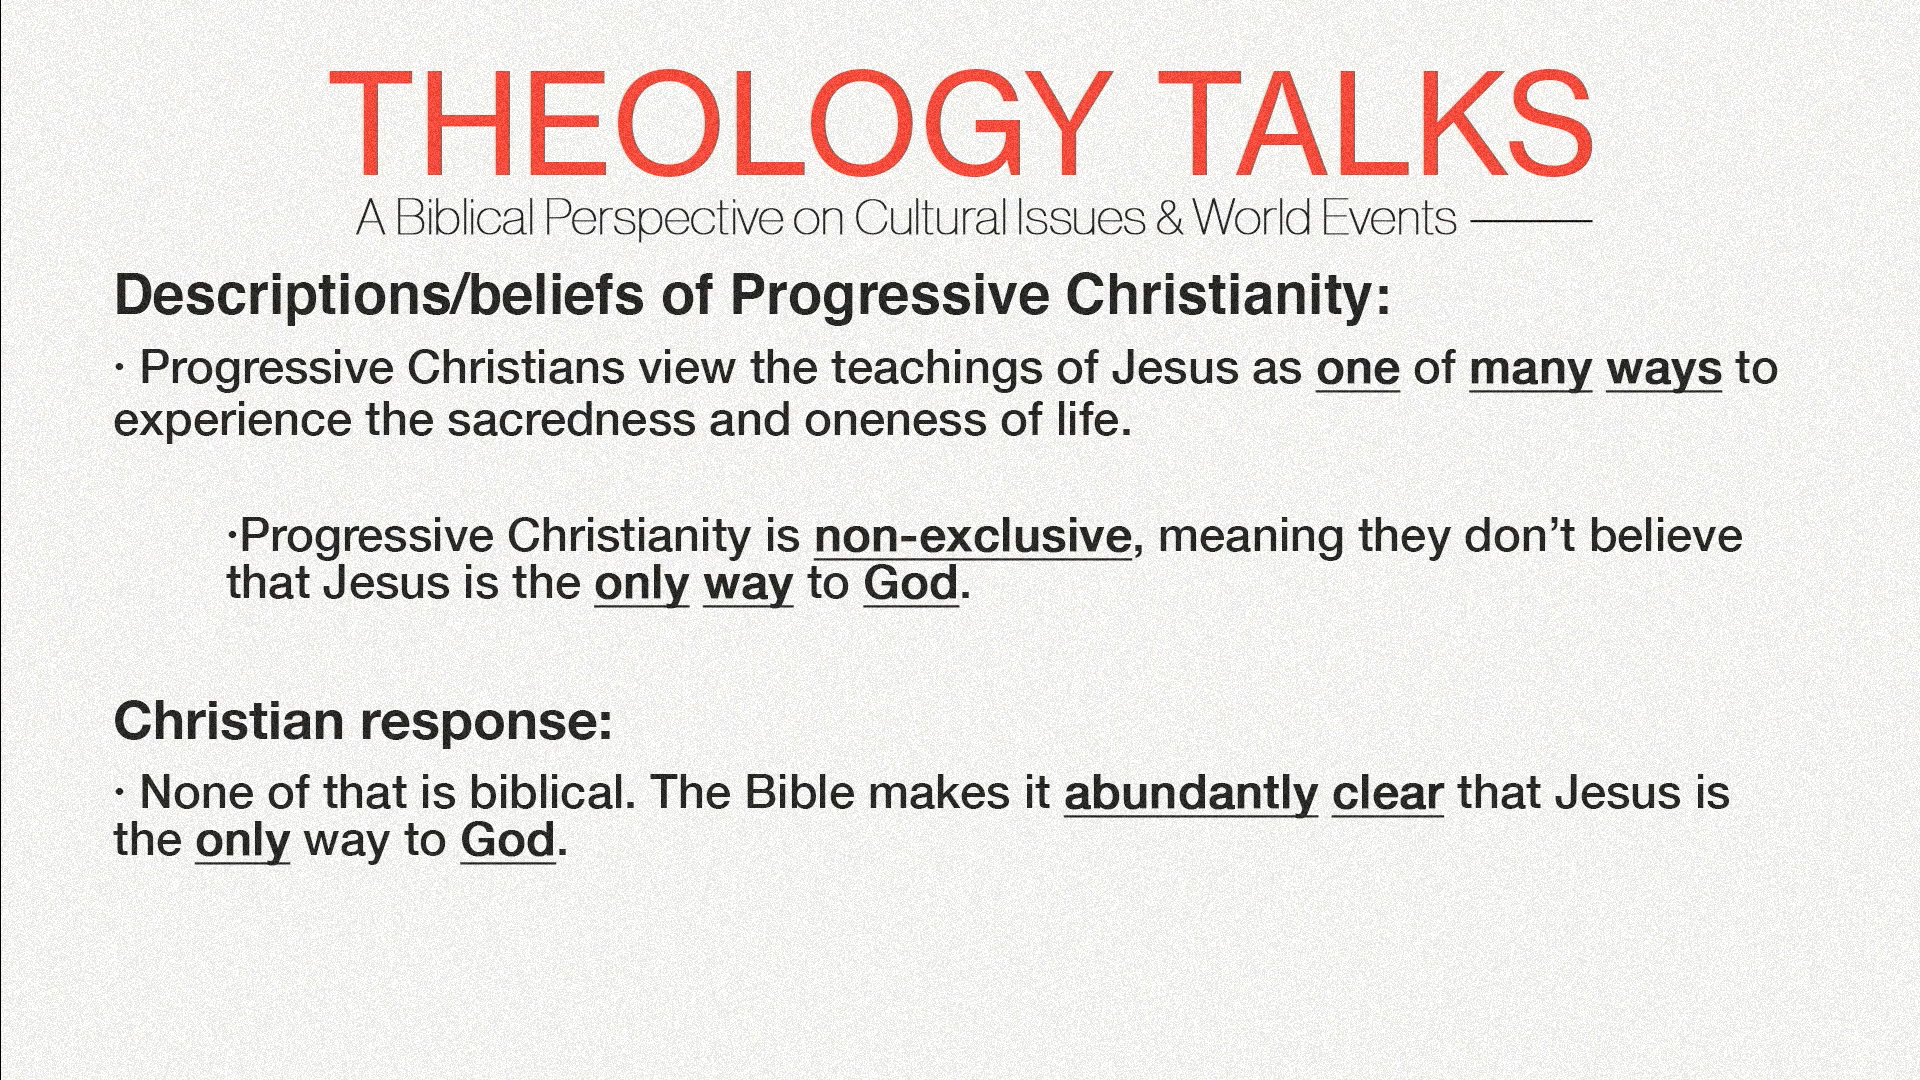 THEOLOGY TALKS
A Biblical Perspective on Cultural Issues & World Events
Descriptions/beliefs of Progressive Christianity:
· Progressive Christians view the teachings of Jesus as one of many ways to
experience the sacredness and oneness of life.
·Progressive Christianity is non-exclusive, meaning they don’t believe
that Jesus is the only way to God.
Christian response:
· None of that is biblical. The Bible makes it abundantly clear that Jesus is
the only way to God.